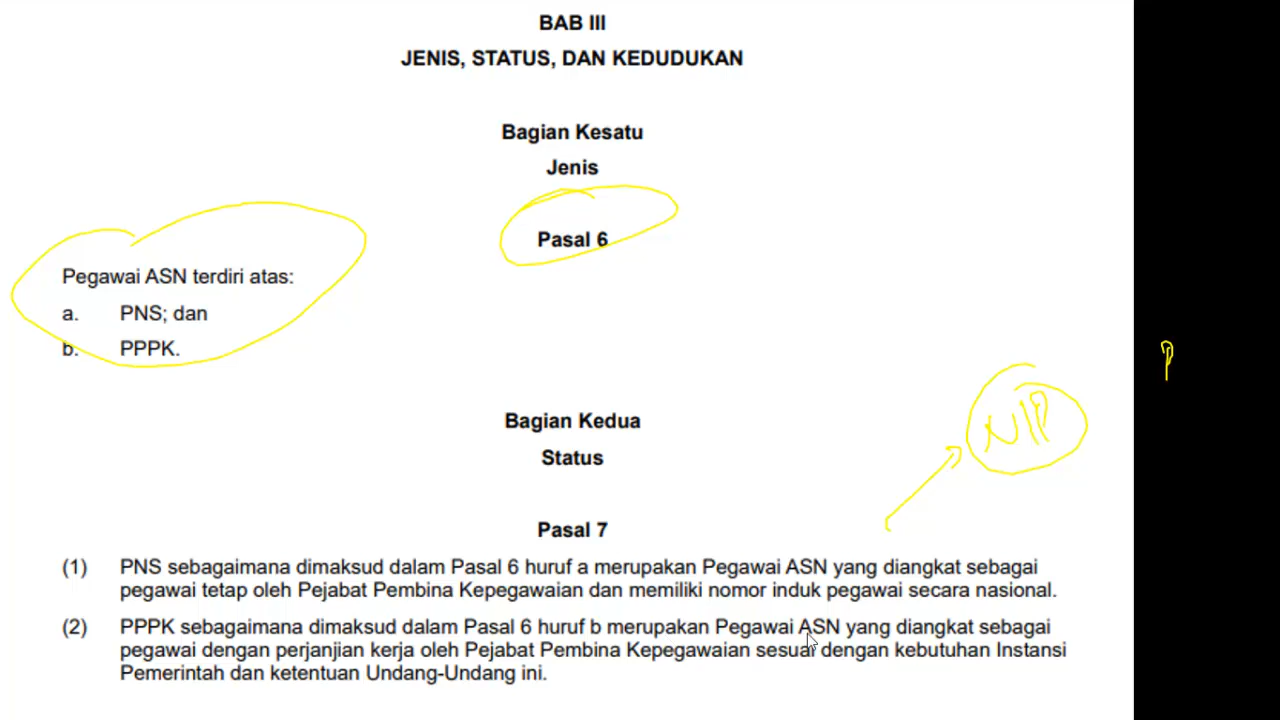 BAB III
JENIS, STATUS, DAN KEDUDUKAN
Bagian Kesatu
Jenis
Pasal 6
Pegawai ASN terdiri atas:
a. PNS; dan
b. PPPK.
Bagian Kedua
Status
NIP
P
Pasal 7
(1) PNS sebagaimana dimaksud dalam Pasal 6 huruf a merupakan Pegawai ASN yang diangkat sebagai
pegawai tetap oleh Pejabat Pembina Kepegawaian dan memiliki nomor induk pegawai secara nasional.
(2) PPPK sebagaimana dimaksud dalam Pasal 6 huruf b merupakan Pegawai ASN yang diangkat sebagai
pegawai dengan perjanjian kerja oleh Pejabat Pembina Kepegawaian sesuai dengan kebutuhan Instansi
Pemerintah dan ketentuan Undang-Undang ini.